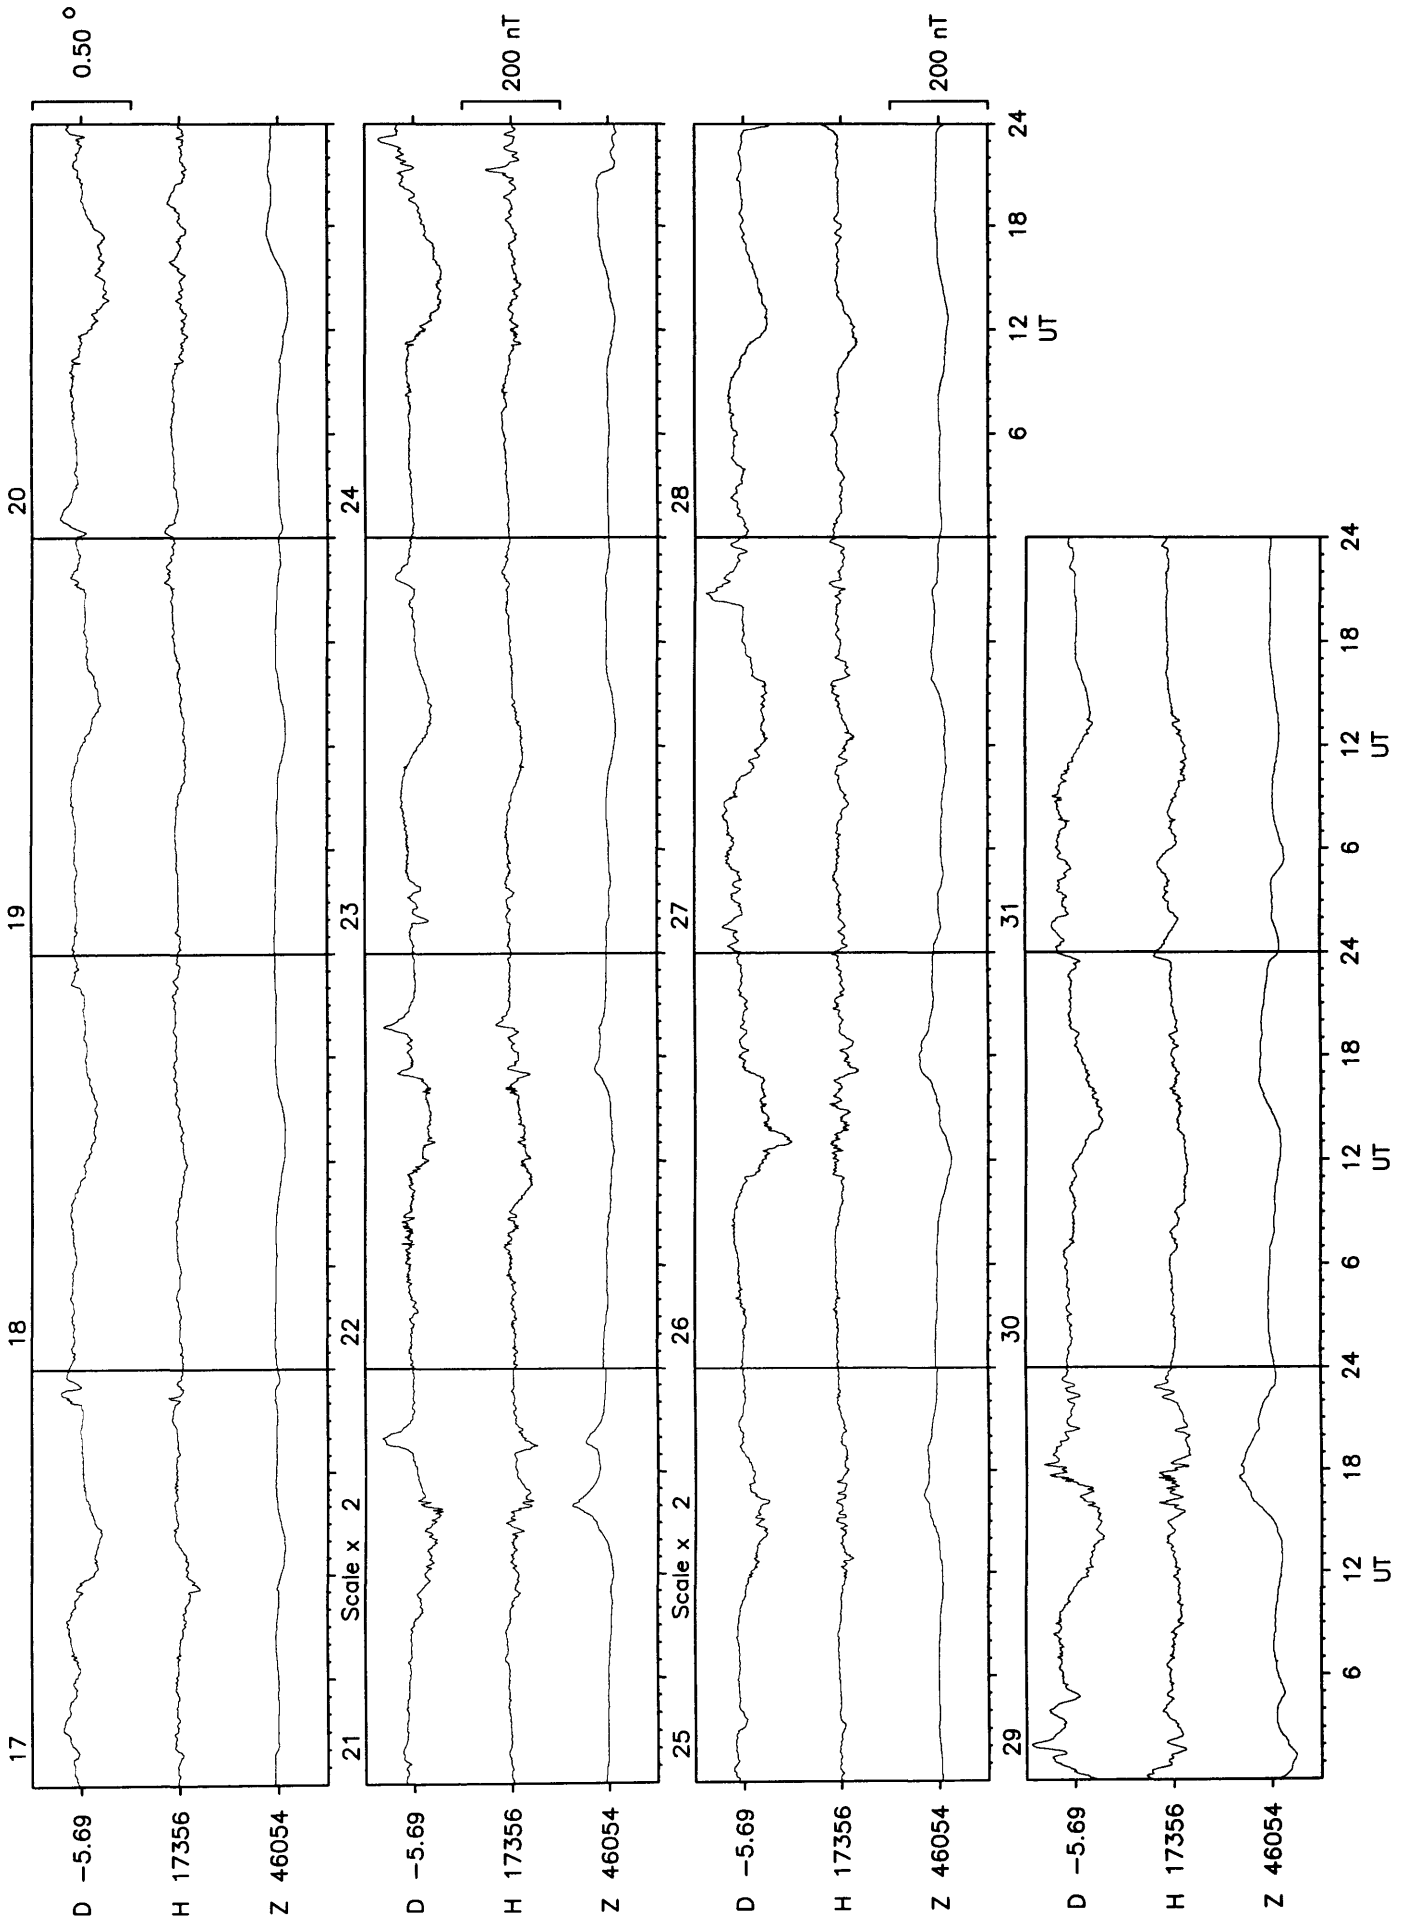 17 18 19 20
D -5.69
H 17356
Z 46054
0.50 °
21 Scale x 2 22 23 24
D -5.69
H 17356
Z 46054
200 nT
25 Scale x 2 26 27 28
D -5.69
H 17356
Z 46054
200 nT
6 12 18 24
UT
29 30 31
D -5.69
H 17356
Z 46054
6 12 18 24 6 12 18 24 6 12 18 24
UT UT UT